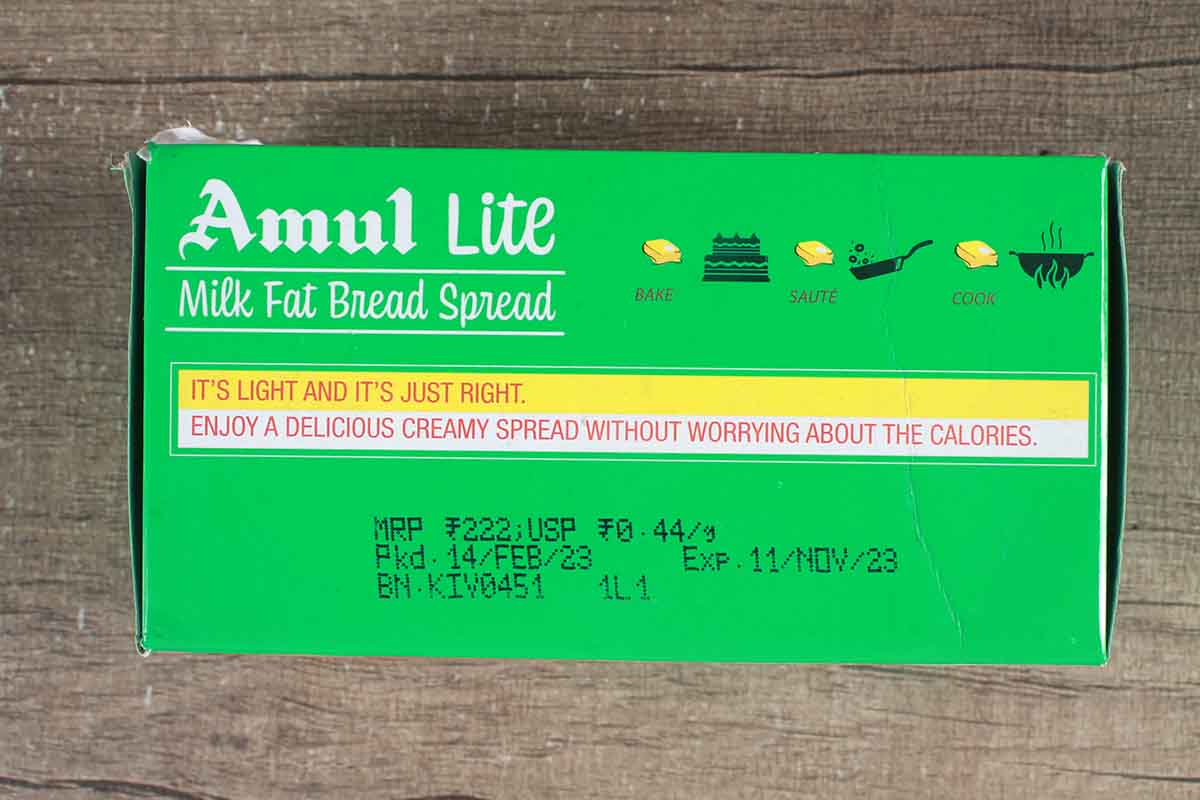 Amul Lite
Milk Fat Bread Spread
BAKE SAUTÉ COOK
IT'S LIGHT AND IT'S JUST RIGHT.
ENJOY A DELICIOUS CREAMY SPREAD WITHOUT WORRYING ABOUT THE CALORIES.
MRP ₹222;USP ₹0.44/g
Pkd.14/FEB/23 Exp.11/NOV/23
BN.KIV0451 1L1